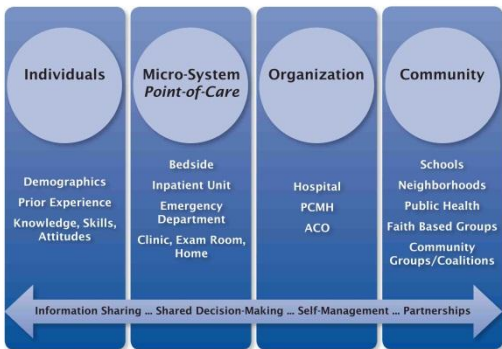 Individuals
Demographics
Prior Experience
Knowledge, Skills,
Attitudes
Micro-System
Point-of-Care
Bedside
Inpatient Unit
Emergency
Department
Clinic, Exam Room,
Home
Organization
Hospital
PCMH
ACO
Community
Schools
Neighborhoods
Public Health
Faith Based Groups
Community
Groups/Coalitions
Information Sharing ... Shared Decision-Making ... Self-Management ... Partnerships